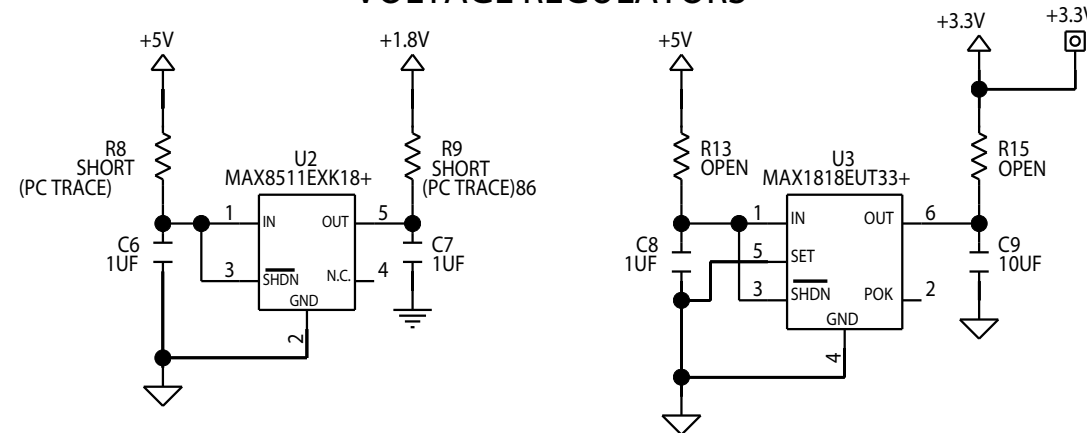 VOLTAGE REGULATORS
+5V
+1.8V
R8
SHORT
(PC TRACE)
R9
SHORT
(PC TRACE)86
U2
MAX8511EXK18+
1
IN
OUT
5
3
SHDN
N.C.
4
GND
2
C6
1UF
C7
1UF
+5V
+3.3V
+3.3V
R13
OPEN
R15
OPEN
U3
MAX1818EUT33+
1
IN
OUT
6
5
SET
3
SHDN
POK
2
GND
4
C8
1UF
C9
10UF